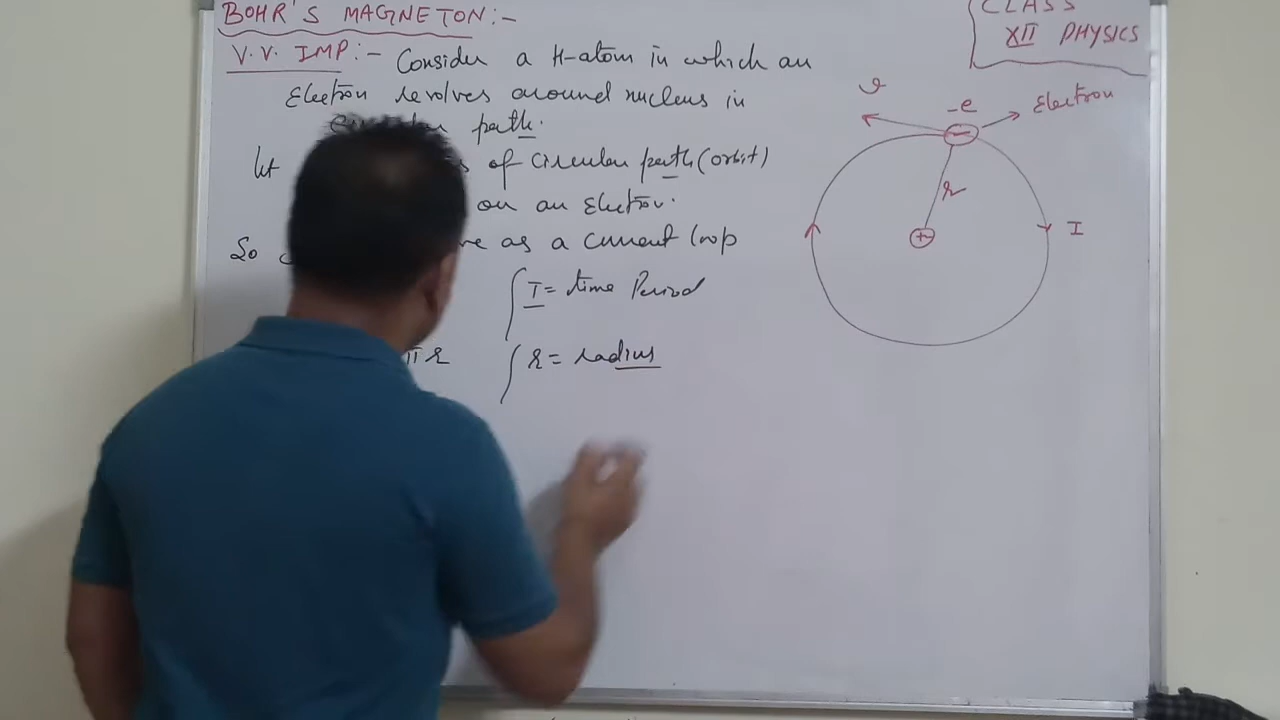 BOHR'S MAGNETON:-
CLASS
XII PHYSICS
V.V. IMP:- Consider a H-atom in which an
Electron revolves around nucleus in
path.
let of circular path (orbit)
on an Electron.
So as a current loop
T = time Period
πr r = radius
v
-e
Electron
r
+
I